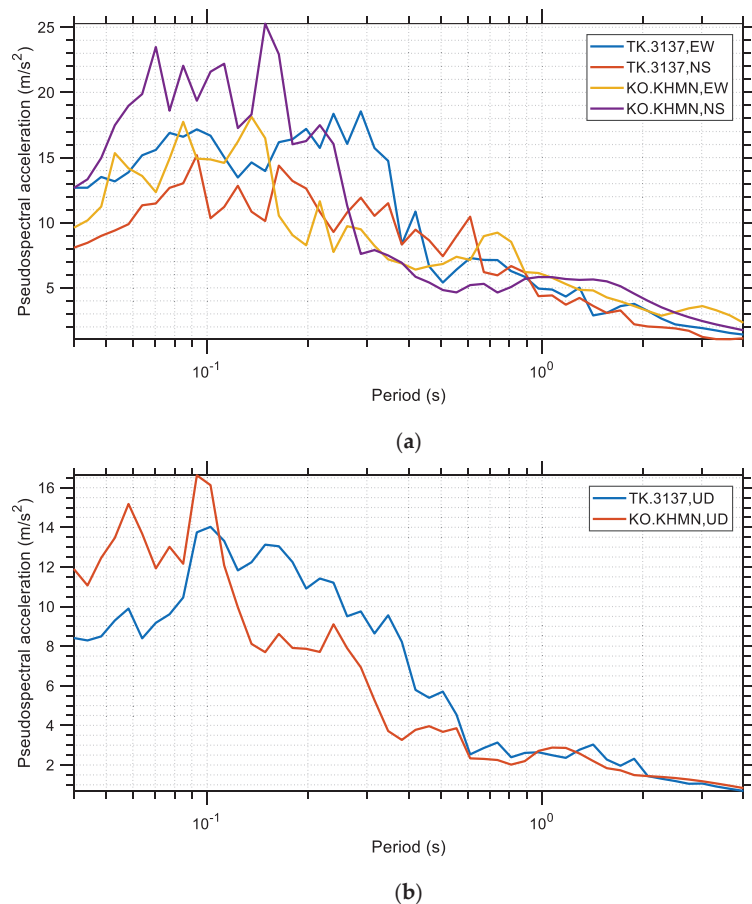 25
20
15
10
5
Pseudospectral acceleration (m/s²)
TK.3137,EW
TK.3137,NS
KO.KHMN,EW
KO.KHMN,NS
10⁻¹
10⁰
Period (s)
(a)
16
14
12
10
8
6
4
2
Pseudospectral acceleration (m/s²)
TK.3137,UD
KO.KHMN,UD
10⁻¹
10⁰
Period (s)
(b)